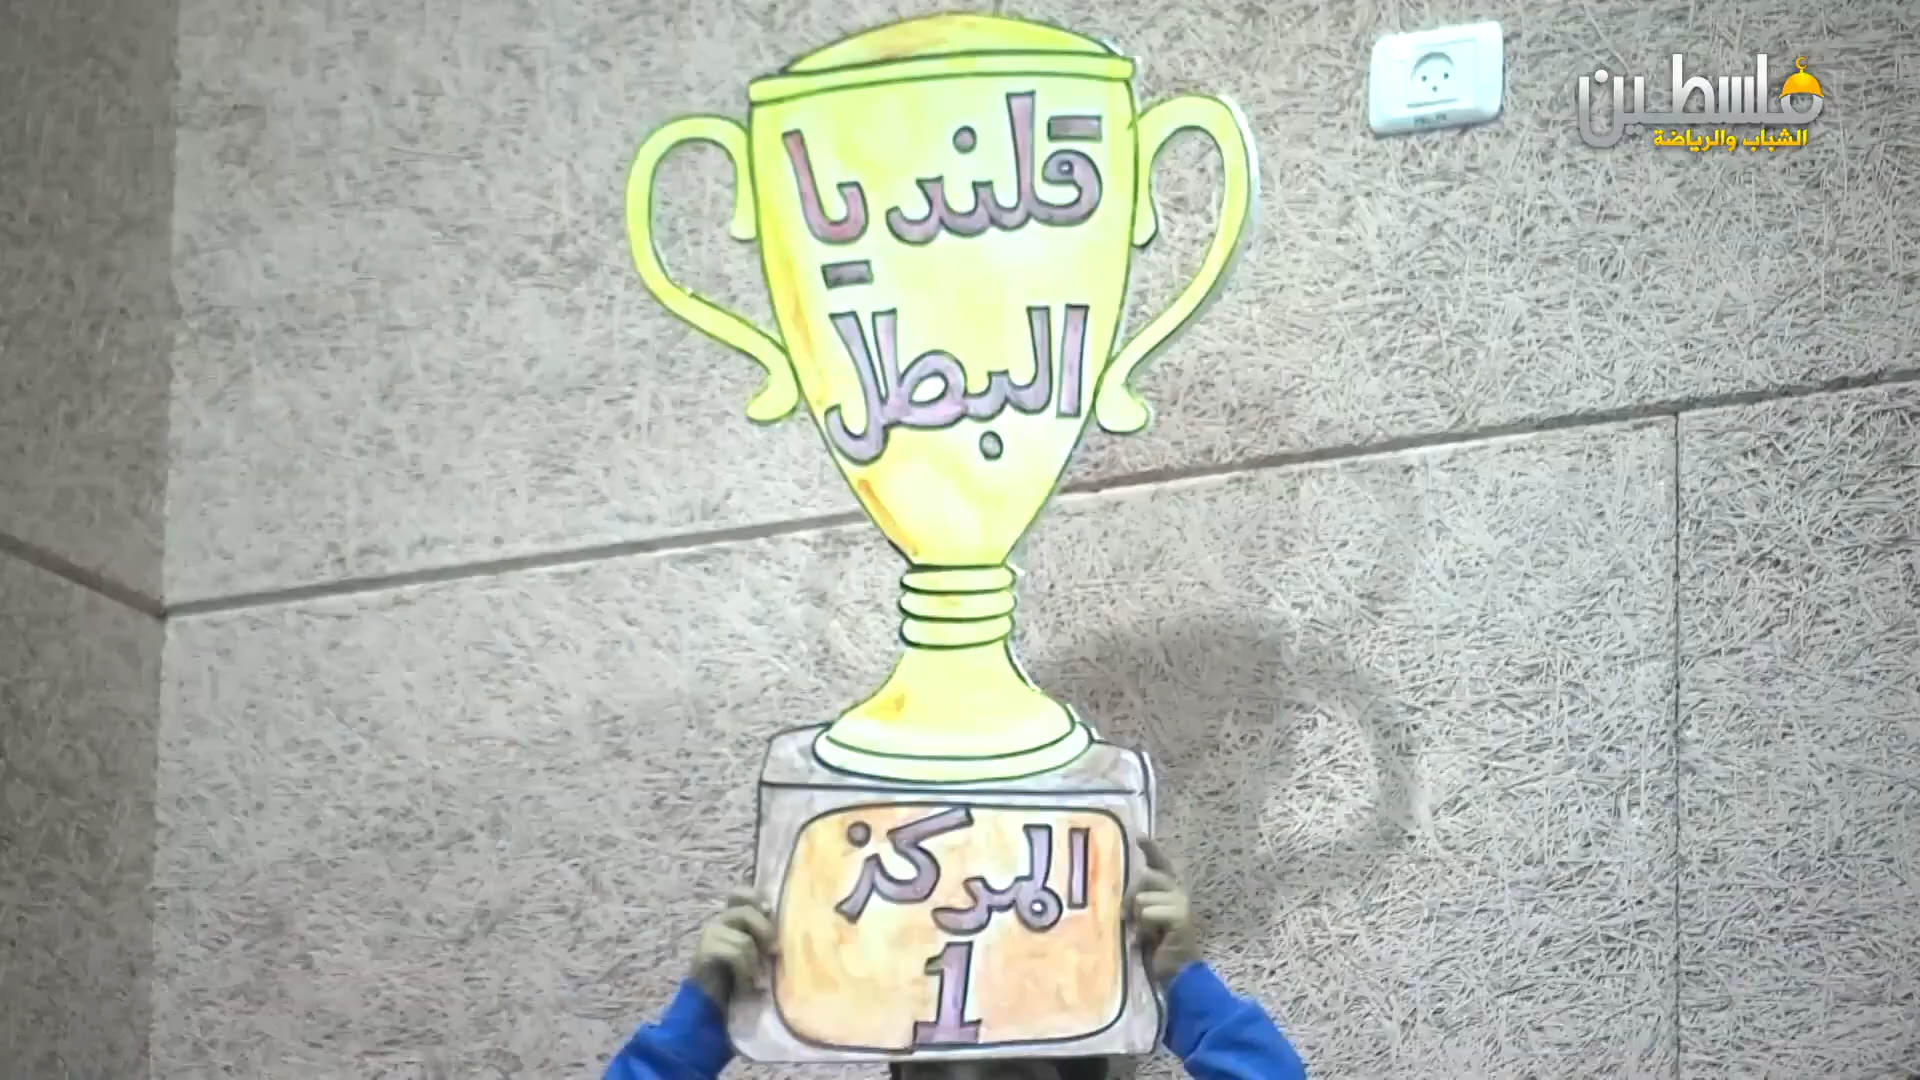 قلنديا
البطل
المركز
1
فلسطين
الشباب والرياضة